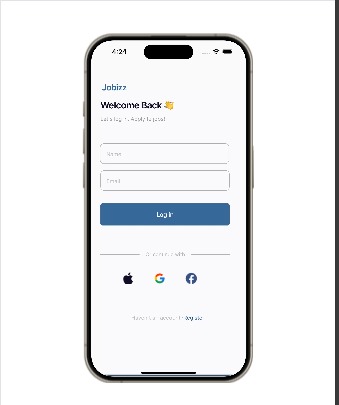 4:24
Jobizz
Welcome Back 👋
Let's log in. Apply to jobs!
Name
Email
Log in
Or continue with
Haven't an account? Register